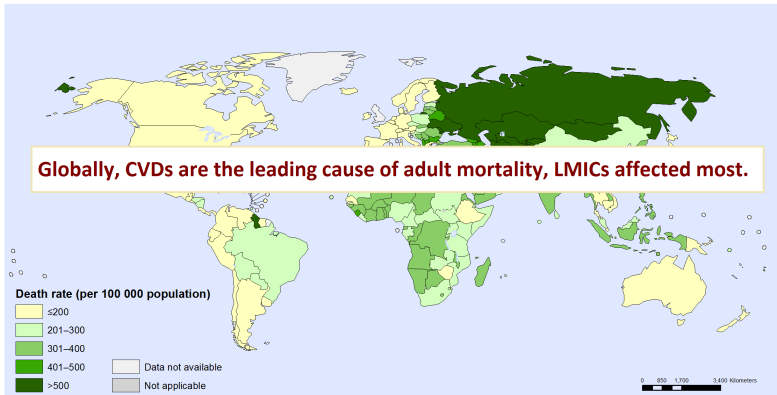 Globally, CVDs are the leading cause of adult mortality, LMICs affected most.
Death rate (per 100 000 population)
≤200
201–300
301–400
401–500
>500
Data not available
Not applicable
0 850 1,700 3,400 Kilometers